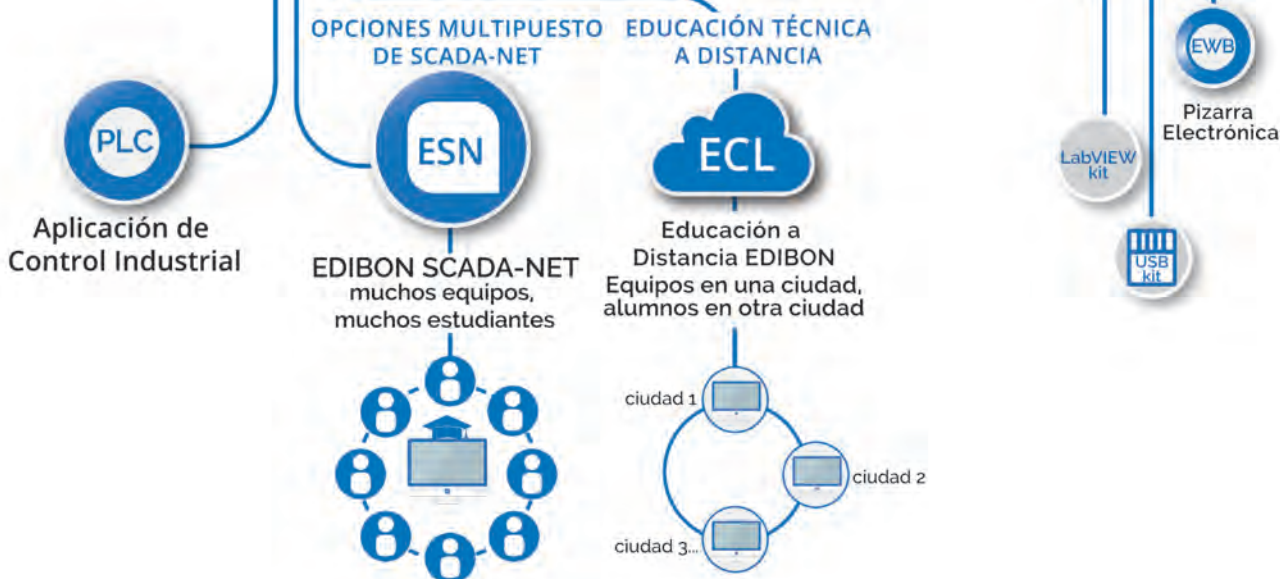 OPCIONES MULTIPUESTO
DE SCADA-NET
EDUCACIÓN TÉCNICA
A DISTANCIA
PLC
Aplicación de
Control Industrial
ESN
EDIBON SCADA-NET
muchos equipos,
muchos estudiantes
ECL
Educación a
Distancia EDIBON
Equipos en una ciudad,
alumnos en otra ciudad
ciudad 1
ciudad 2
ciudad 3...
EWB
Pizarra
Electrónica
LabVIEW
kit
USB
kit